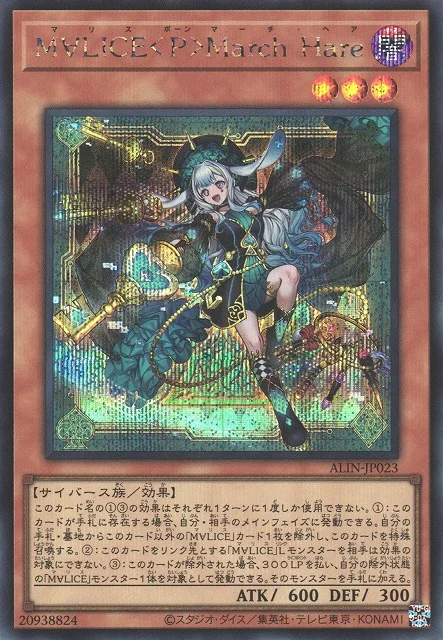 マリス ポーン マーチ・ヘア
M∀LICE<P>March Hare
闇
ALIN-JP023
【サイバース族／効果】
このカード名の①③の効果はそれぞれ1ターンに1度しか使用できない。①:こ
のカードが手札に存在する場合、自分・相手のメインフェイズに発動できる。自分の
手札・墓地からこのカード以外の「M∀LICE」カード1枚を除外し、このカードを特殊
召喚する。②:このカードをリンク先とする「M∀LICE」Lモンスターを相手は効果の
対象にできない。③:このカードが除外された場合、300LPを払い、自分の除外状態
の「M∀LICE」モンスター1体を対象として発動できる。そのモンスターを手札に加える。
ATK/ 600 DEF/ 300
20938824
©スタジオ・ダイス／集英社・テレビ東京・KONAMI